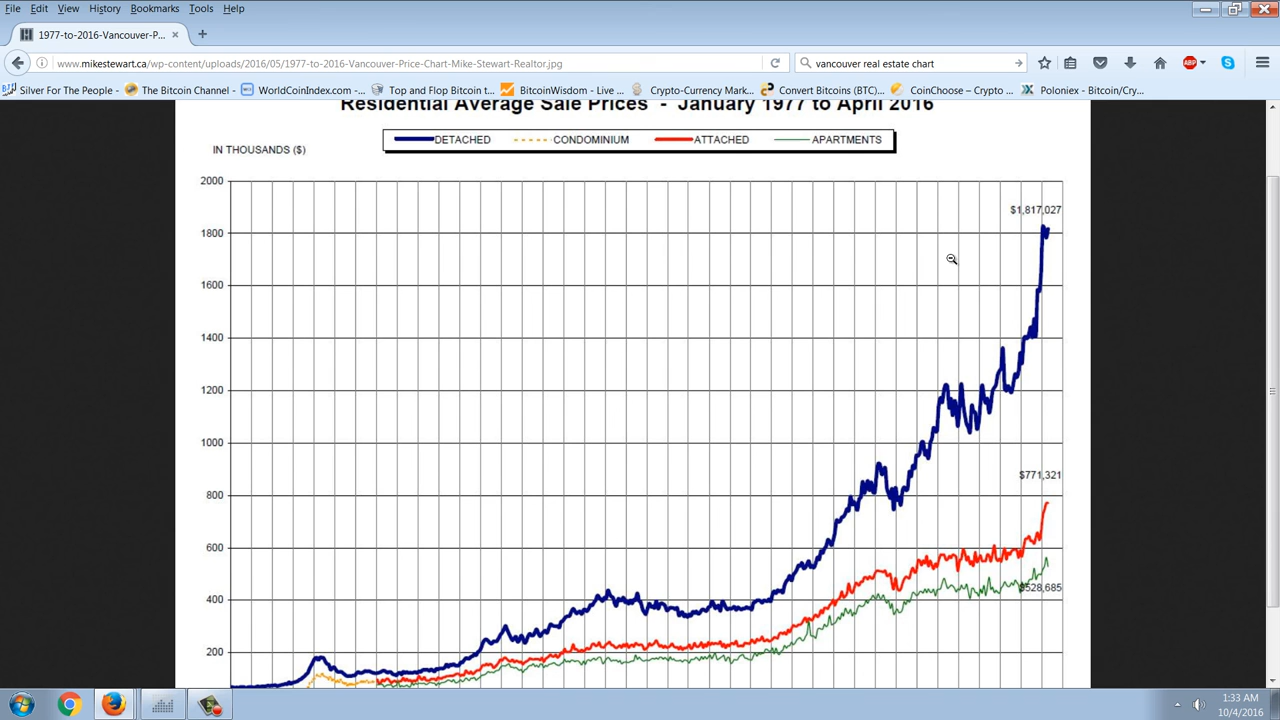 File Edit View History Bookmarks Tools Help
1977-to-2016-Vancouver-P...
www.mikestewart.ca/wp-content/uploads/2016/05/1977-to-2016-Vancouver-Price-Chart-Mike-Stewart-Realtor.jpg
vancouver real estate chart
ABP
Silver For The People - ... The Bitcoin Channel - ... WorldCoinIndex.com - ... Top and Flop Bitcoin t... BitcoinWisdom - Live ... Crypto-Currency Mark... Convert Bitcoins (BTC)... CoinChoose – Crypto ... Poloniex - Bitcoin/Cry...
Residential Average Sale Prices - January 1977 to April 2016
DETACHED CONDOMINIUM ATTACHED APARTMENTS
IN THOUSANDS ($)
2000
$1,817,027
1800
1600
1400
1200
1000
$771,321
800
600
$528,685
400
200
1:33 AM
10/4/2016